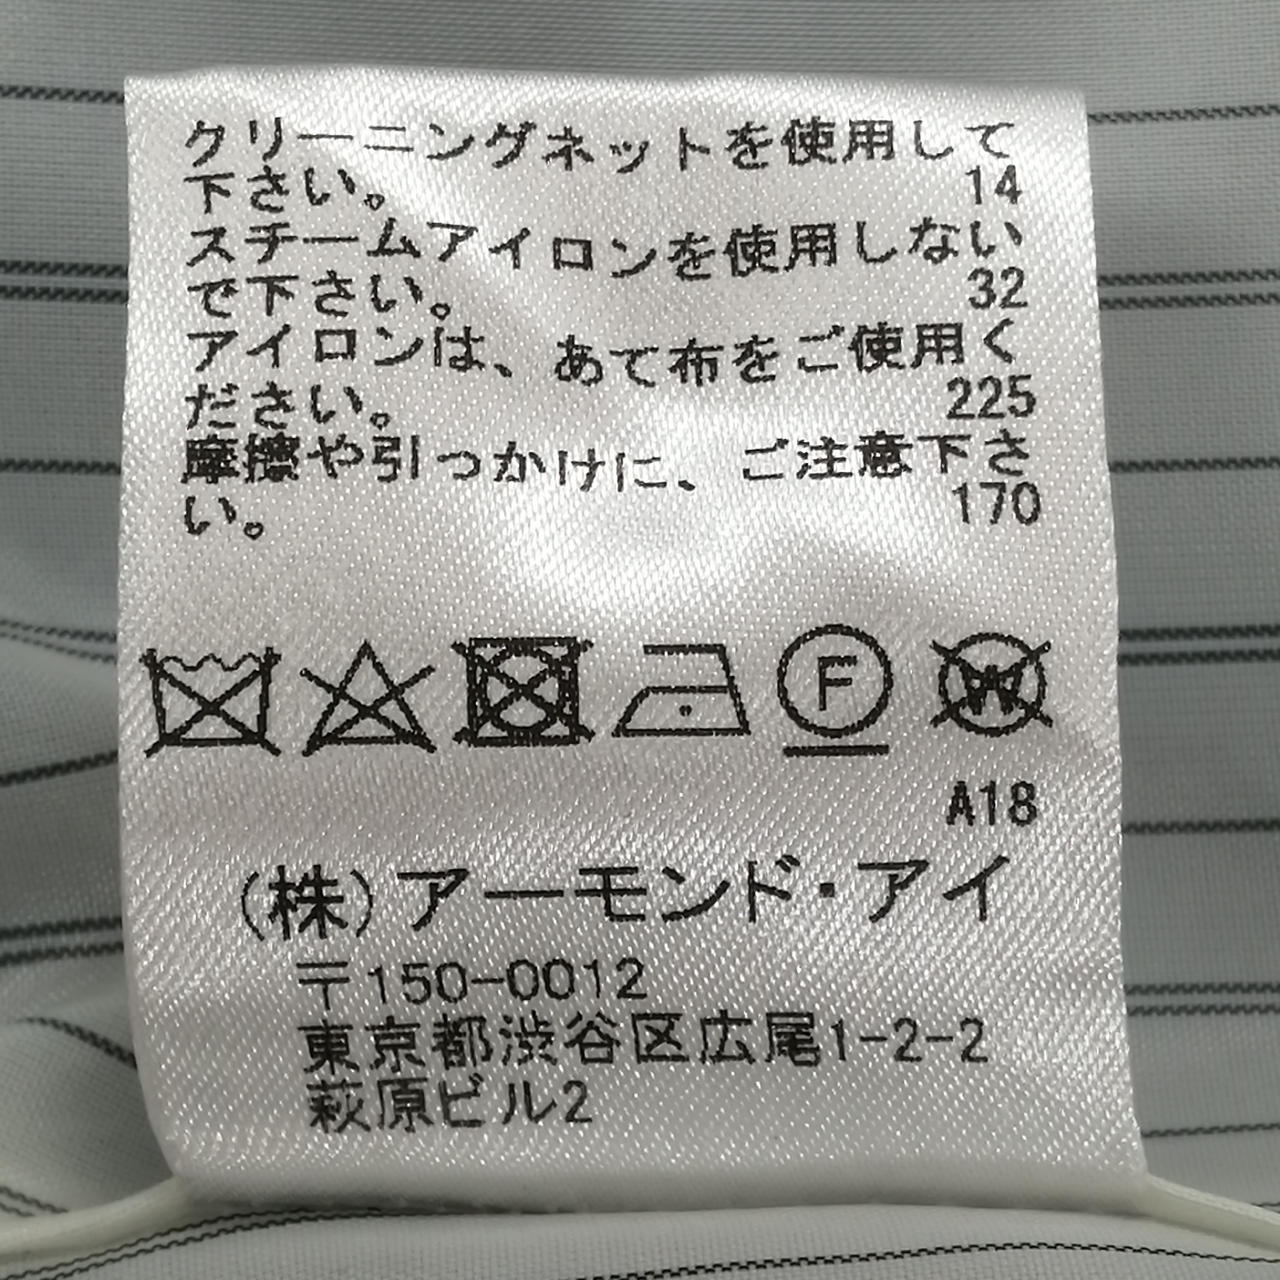 クリーニングネットを使用して
下さい。 14
スチームアイロンを使用しない
で下さい。 32
アイロンは、あて布をご使用く
ださい。 225
摩擦や引っかけに、ご注意下さ
い。 170
F W
A18
(株)アーモンド・アイ
〒150-0012
東京都渋谷区広尾1-2-2
萩原ビル2